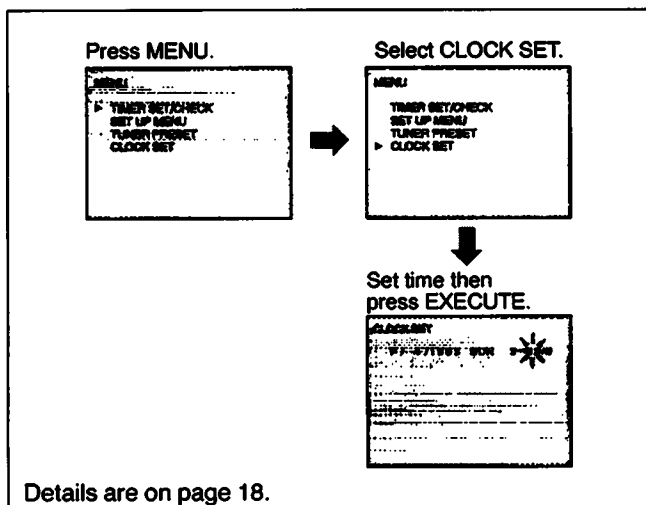 Press MENU.
MENU
TIMER SET/CHECK
SET UP MENU
TUNER PRESET
CLOCK SET
Select CLOCK SET.
MENU
TIMER SET/CHECK
SET UP MENU
TUNER PRESET
CLOCK SET
Set time then
press EXECUTE.
CLOCK SET
Details are on page 18.